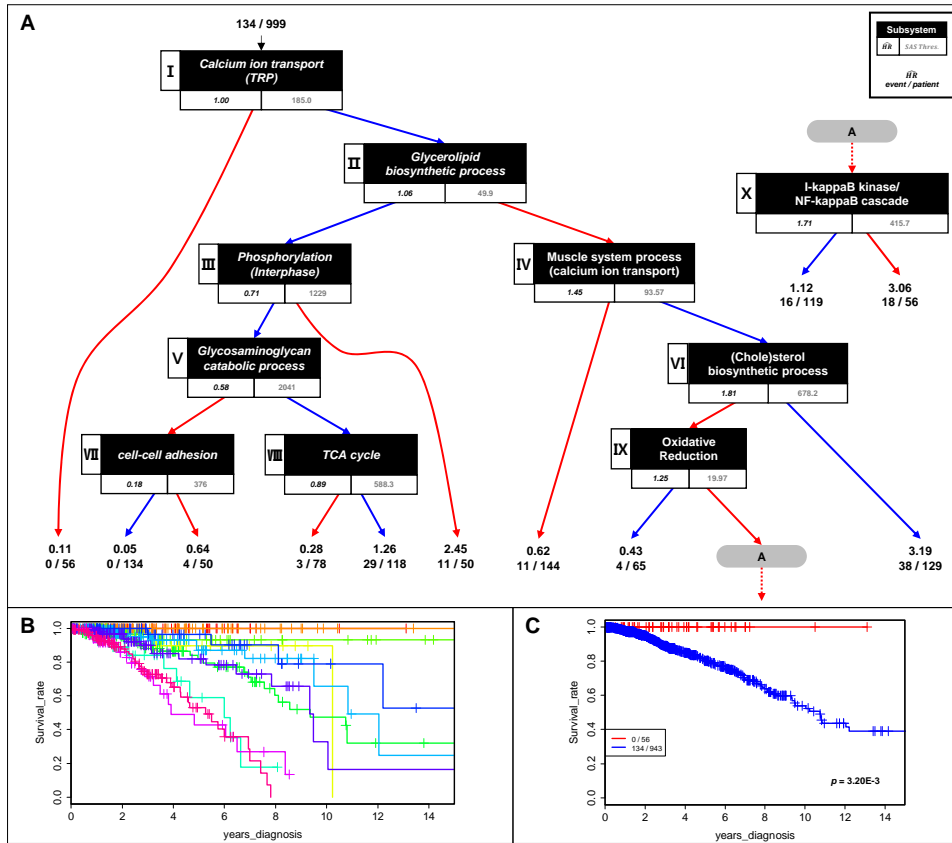 A
134 / 999
Subsystem
HR SAS Thres.
HR
event / patient
I
Calcium ion transport
(TRP)
1.00 185.0
II
Glycerolipid
biosynthetic process
1.06 49.9
A
X
I-kappaB kinase/
NF-kappaB cascade
1.71 415.7
1.12
16 / 119
3.06
18 / 56
III
Phosphorylation
(Interphase)
0.71 1229
IV
Muscle system process
(calcium ion transport)
1.45 93.57
V
Glycosaminoglycan
catabolic process
0.58 2041
VI
(Chole)sterol
biosynthetic process
1.81 678.2
VII
cell-cell adhesion
0.18 376
VIII
TCA cycle
0.89 588.3
IX
Oxidative
Reduction
1.25 19.97
0.11
0 / 56
0.05
0 / 134
0.64
4 / 50
0.28
3 / 78
1.26
29 / 118
2.45
11 / 50
0.62
11 / 144
0.43
4 / 65
A
3.19
38 / 129
B
Survival_rate
1.0
0.8
0.6
0.4
0.2
0.0
0 2 4 6 8 10 12 14
years_diagnosis
C
Survival_rate
1.0
0.8
0.6
0.4
0.2
0.0
0 / 56
134 / 943
p = 3.20E-3
0 2 4 6 8 10 12 14
years_diagnosis